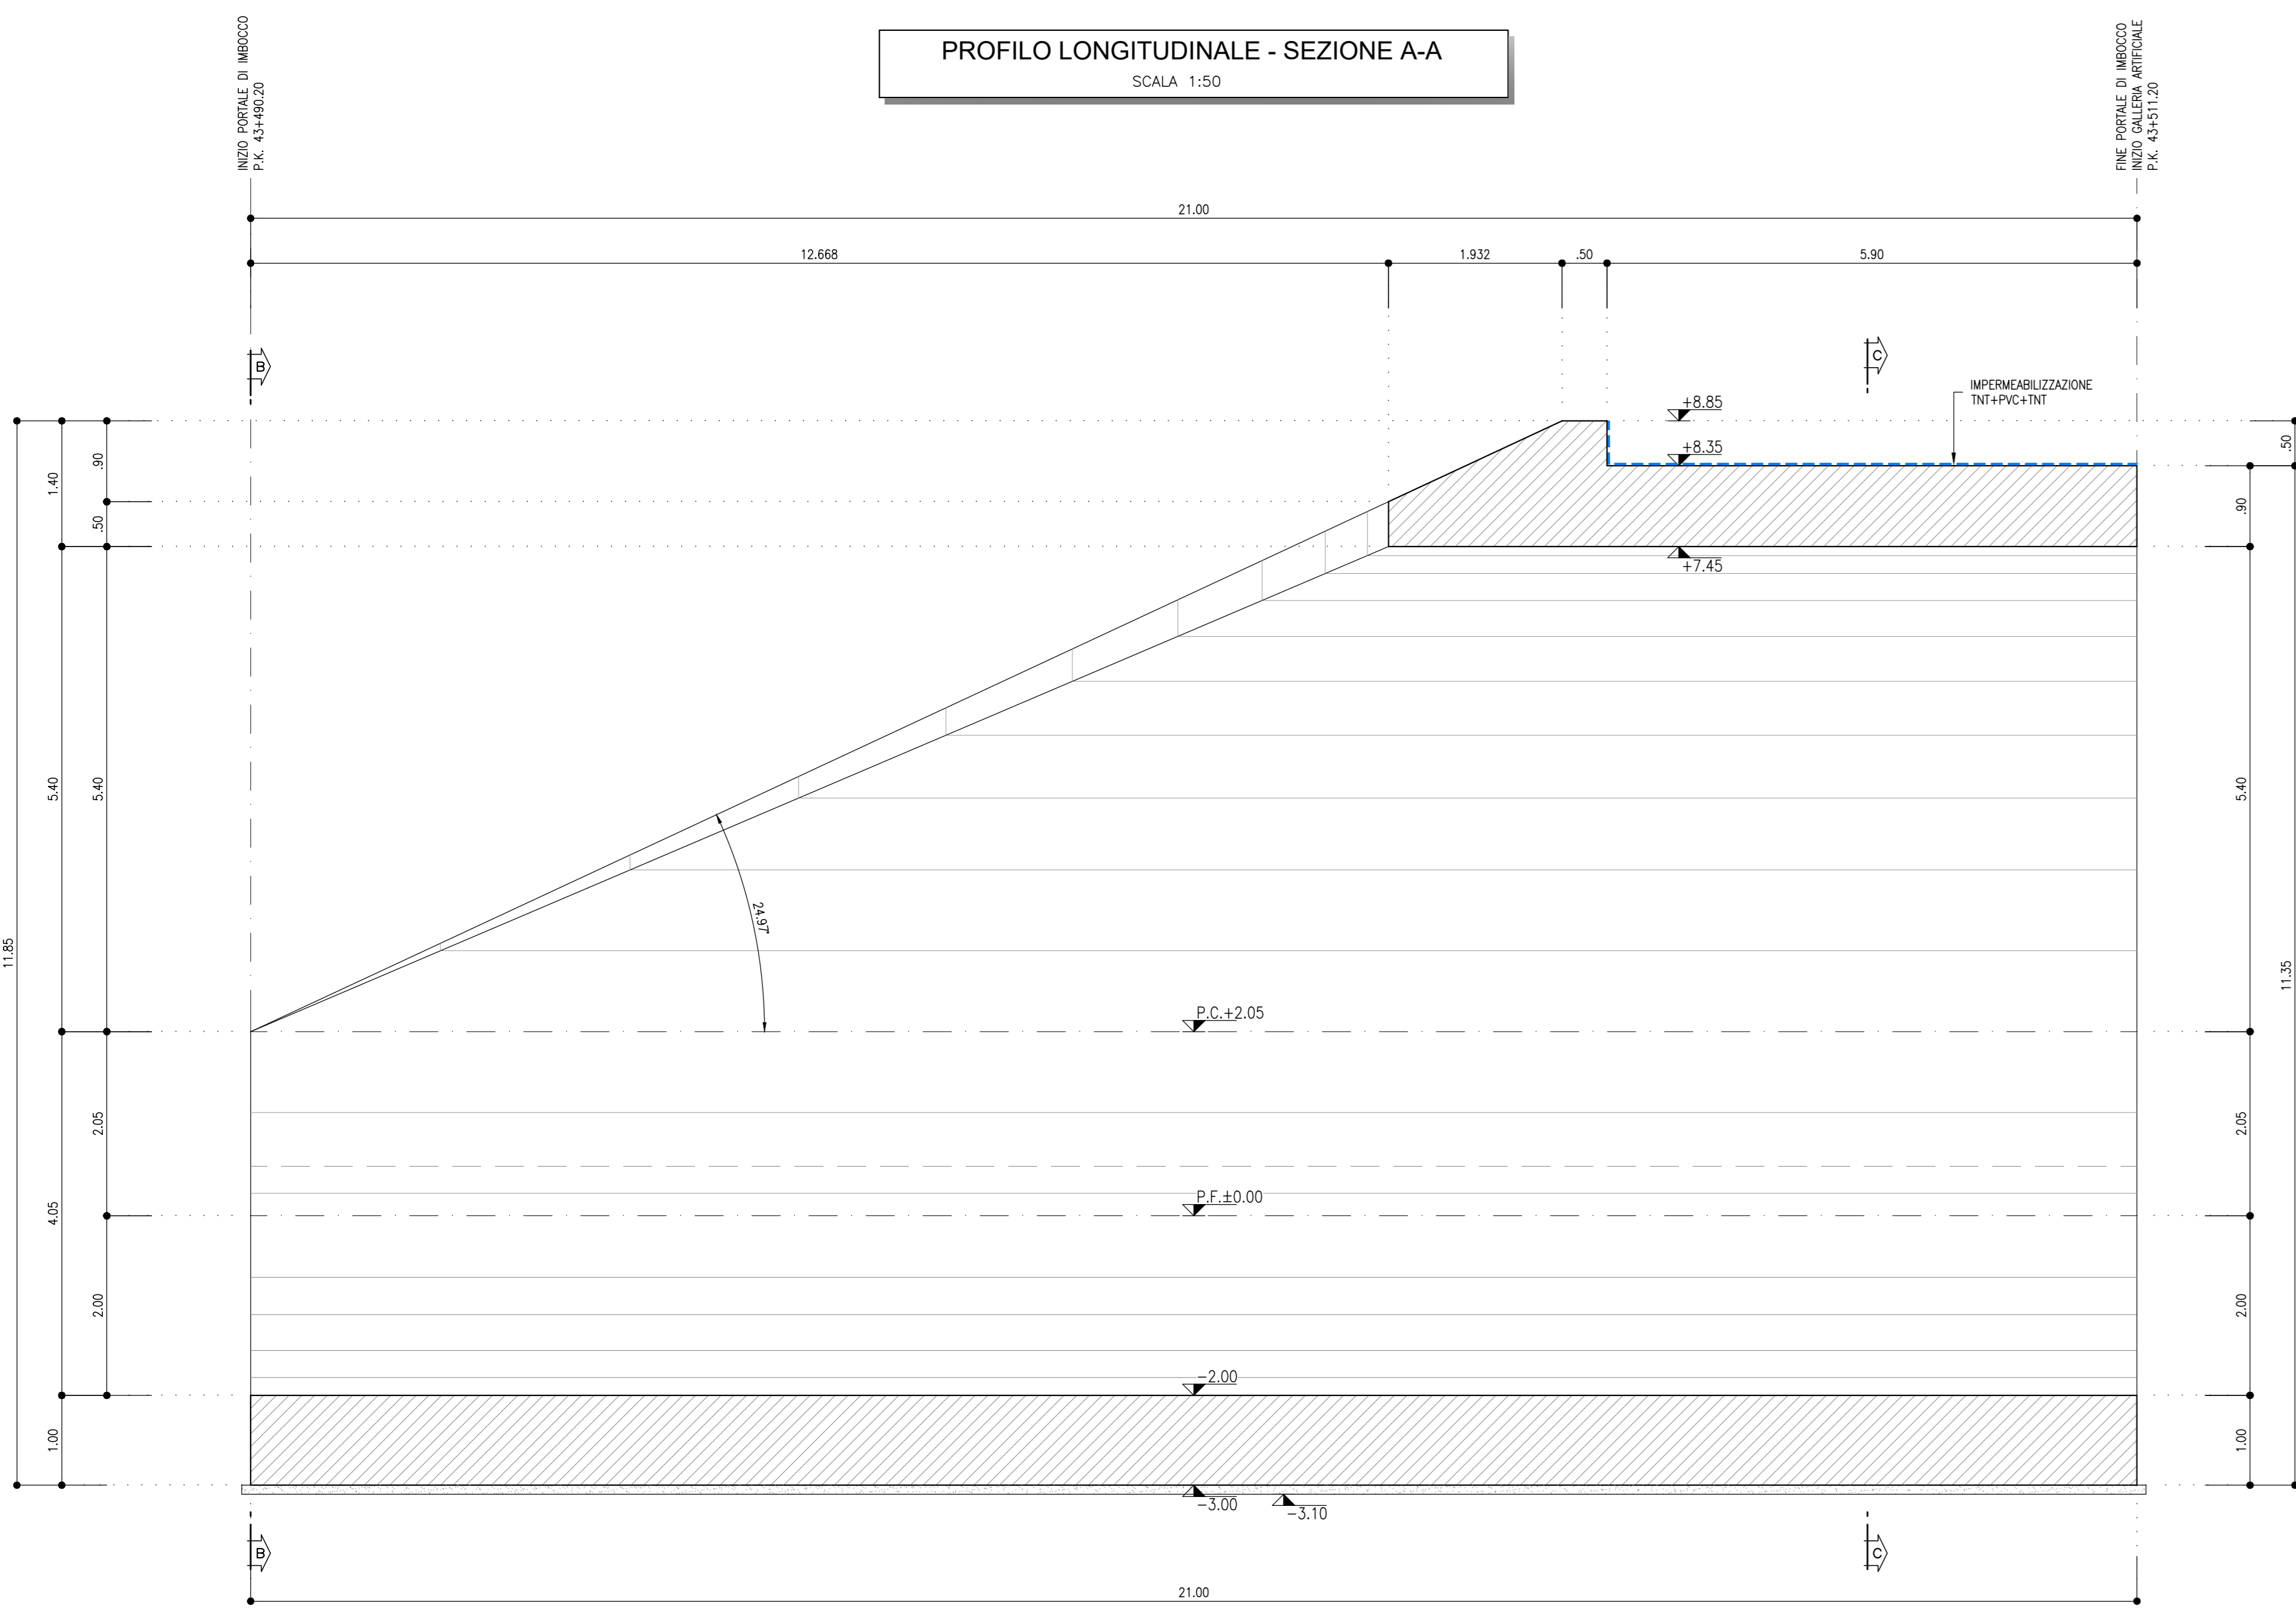 PROFILO LONGITUDINALE - SEZIONE A-A
SCALA 1:50
INIZIO PORTALE DI IMBOCCO
P.K. 43+490.20
FINE PORTALE DI IMBOCCO
INIZIO GALLERIA ARTIFICIALE
P.K. 43+511.20
21.00
12.668
1.932
.50
5.90
B
C
IMPERMEABILIZZAZIONE
TNT+PVC+TNT
+8.85
+8.35
+7.45
11.85
1.40
5.40
4.05
1.00
.90
.50
5.40
2.05
2.00
24.97°
P.C.+2.05
P.F.±0.00
-2.00
-3.00
-3.10
.90
5.40
2.05
2.00
1.00
.50
11.35
B
C
21.00